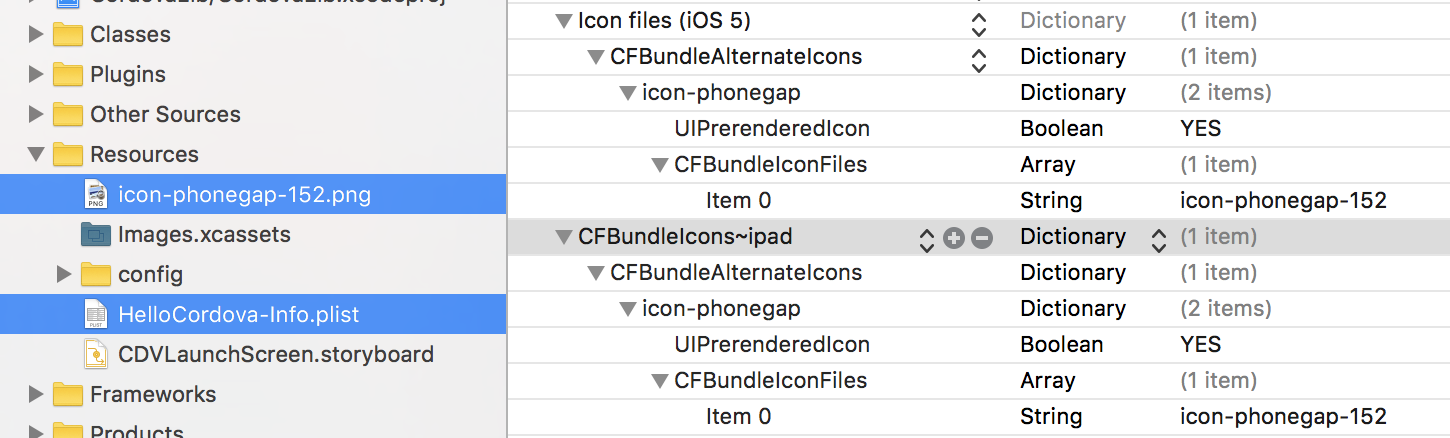 CordovaLib/CordovaLib.xcodeproj
Classes
Plugins
Other Sources
Resources
icon-phonegap-152.png
Images.xcassets
config
HelloCordova-Info.plist
CDVLaunchScreen.storyboard
Frameworks
Products
Icon files (iOS 5) Dictionary (1 item)
CFBundleAlternateIcons Dictionary (1 item)
icon-phonegap Dictionary (2 items)
UIPrerenderedIcon Boolean YES
CFBundleIconFiles Array (1 item)
Item 0 String icon-phonegap-152
CFBundleIcons~ipad Dictionary (1 item)
CFBundleAlternateIcons Dictionary (1 item)
icon-phonegap Dictionary (2 items)
UIPrerenderedIcon Boolean YES
CFBundleIconFiles Array (1 item)
Item 0 String icon-phonegap-152